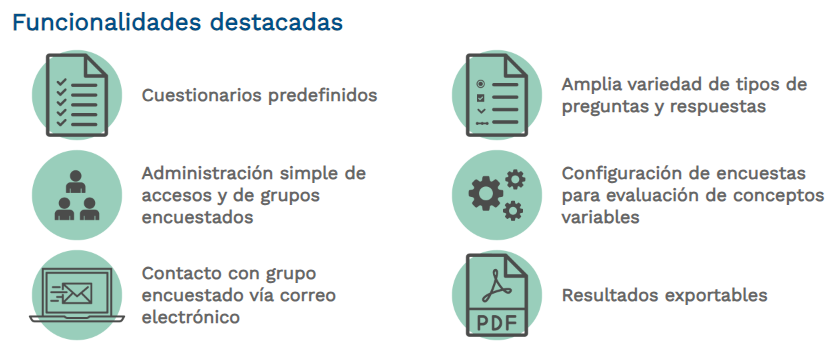 Funcionalidades destacadas
Cuestionarios predefinidos
Amplia variedad de tipos de
preguntas y respuestas
Administración simple de
accesos y de grupos
encuestados
Configuración de encuestas
para evaluación de conceptos
variables
Contacto con grupo
encuestado vía correo
electrónico
PDF
Resultados exportables